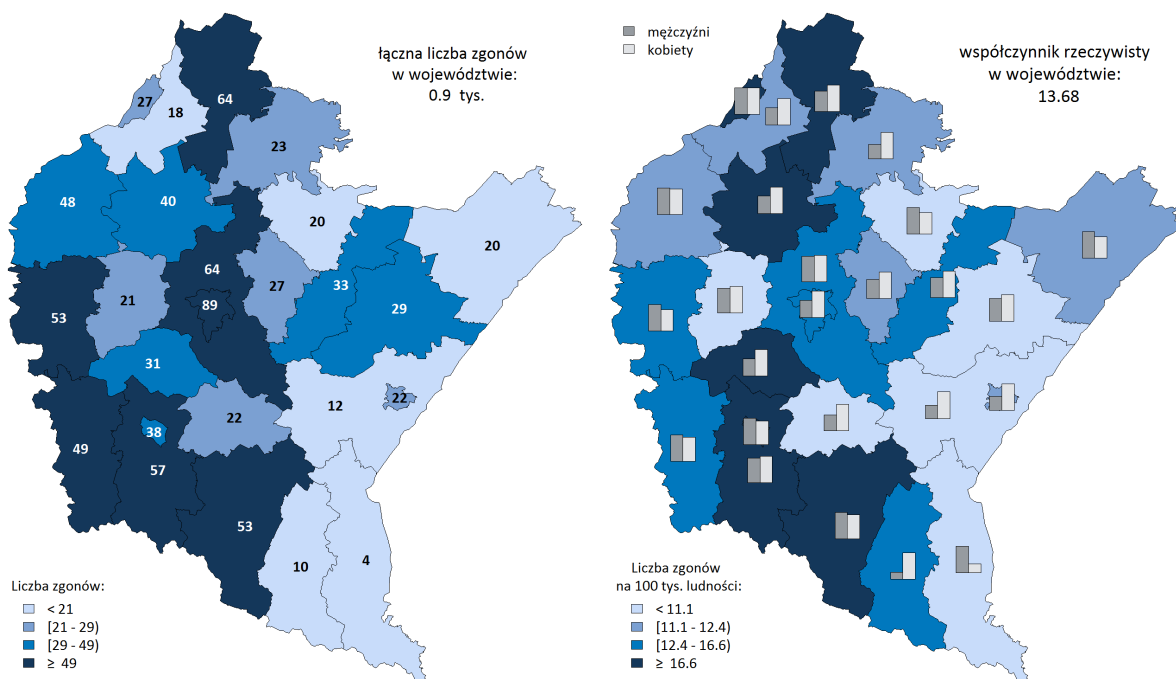 łączna liczba zgonów
w województwie:
0.9 tys.
27
18
64
23
48
40
20
20
64
27
33
29
21
89
53
31
12
22
22
49
38
57
53
10
4
Liczba zgonów:
< 21
[21 - 29)
[29 - 49)
≥ 49
mężczyźni
kobiety
współczynnik rzeczywisty
w województwie:
13.68
Liczba zgonów
na 100 tys. ludności:
< 11.1
[11.1 - 12.4)
[12.4 - 16.6)
≥ 16.6